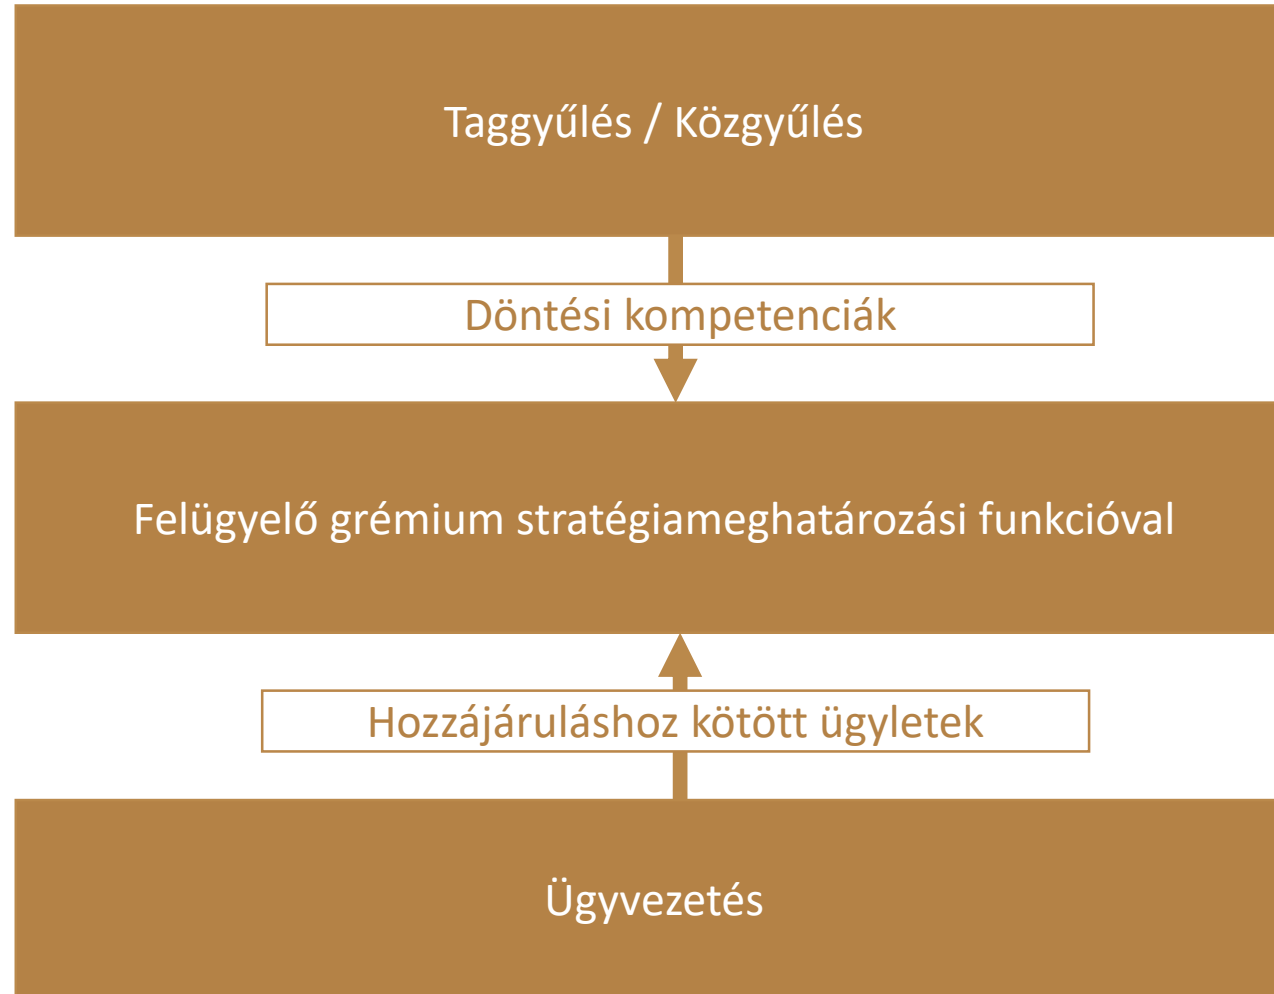 Taggyűlés / Közgyűlés
Döntési kompetenciák
Felügyelő grémium stratégiameghatározási funkcióval
Hozzájáruláshoz kötött ügyletek
Ügyvezetés